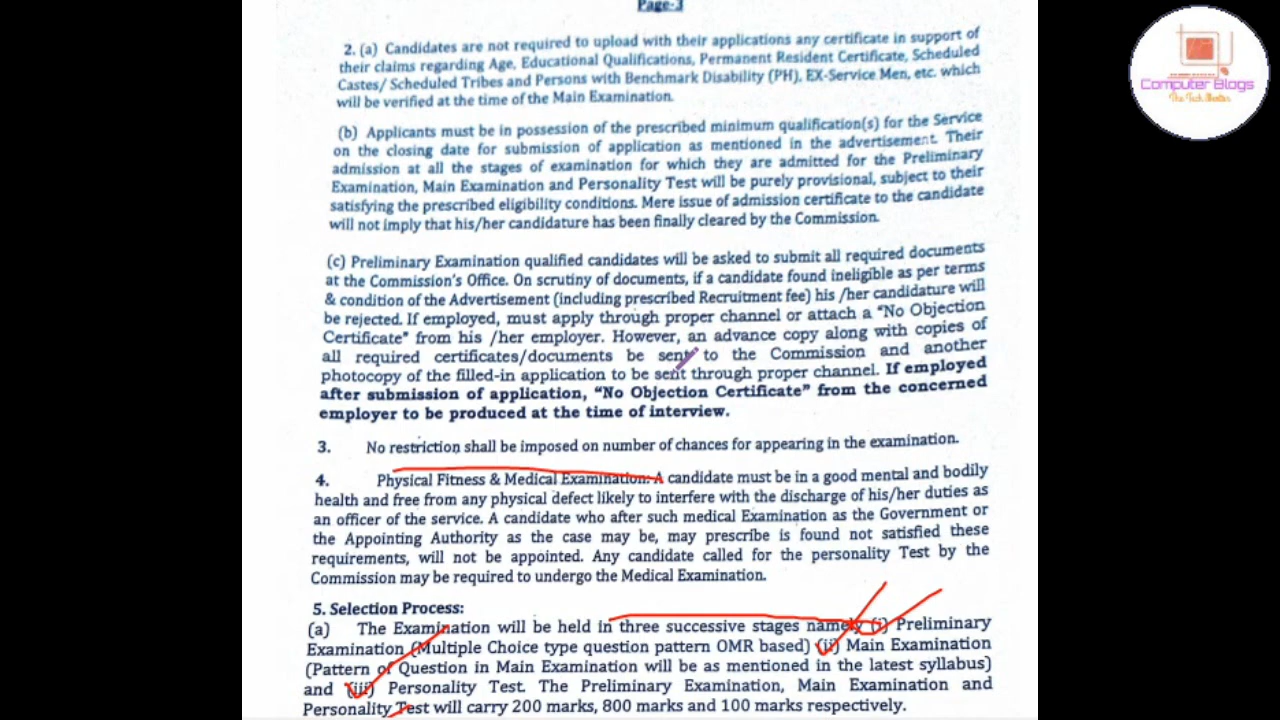 Page-3
2. (a) Candidates are not required to upload with their applications any certificate in support of
their claims regarding Age, Educational Qualifications, Permanent Resident Certificate, Scheduled
Castes/ Scheduled Tribes and Persons with Benchmark Disability (PH), EX-Service Men, etc. which
will be verified at the time of the Main Examination.
(b) Applicants must be in possession of the prescribed minimum qualification(s) for the Service
on the closing date for submission of application as mentioned in the advertisement. Their
admission at all the stages of examination for which they are admitted for the Preliminary
Examination, Main Examination and Personality Test will be purely provisional, subject to their
satisfying the prescribed eligibility conditions. Mere issue of admission certificate to the candidate
will not imply that his/her candidature has been finally cleared by the Commission.
(c) Preliminary Examination qualified candidates will be asked to submit all required documents
at the Commission's Office. On scrutiny of documents, if a candidate found ineligible as per terms
& condition of the Advertisement (including prescribed Recruitment fee) his /her candidature will
be rejected. If employed, must apply through proper channel or attach a "No Objection
Certificate" from his /her employer. However, an advance copy along with copies of
all required certificates/documents be sent to the Commission and another
photocopy of the filled-in application to be sent through proper channel. If employed
after submission of application, "No Objection Certificate" from the concerned
employer to be produced at the time of interview.
3. No restriction shall be imposed on number of chances for appearing in the examination.
4. Physical Fitness & Medical Examination: A candidate must be in a good mental and bodily
health and free from any physical defect likely to interfere with the discharge of his/her duties as
an officer of the service. A candidate who after such medical Examination as the Government or
the Appointing Authority as the case may be, may prescribe is found not satisfied these
requirements, will not be appointed. Any candidate called for the personality Test by the
Commission may be required to undergo the Medical Examination.
5. Selection Process:
(a) The Examination will be held in three successive stages namely (i) Preliminary
Examination (Multiple Choice type question pattern OMR based) (ii) Main Examination
(Pattern of Question in Main Examination will be as mentioned in the latest syllabus)
and (iii) Personality Test. The Preliminary Examination, Main Examination and
Personality Test will carry 200 marks, 800 marks and 100 marks respectively.
Computer Blogs
The Tech Master